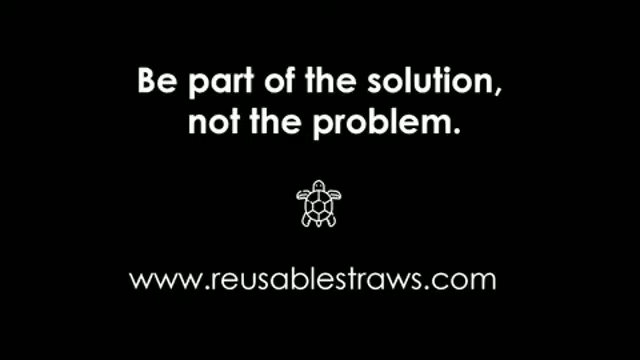 Be part of the solution,
not the problem.
www.reusablestraws.com